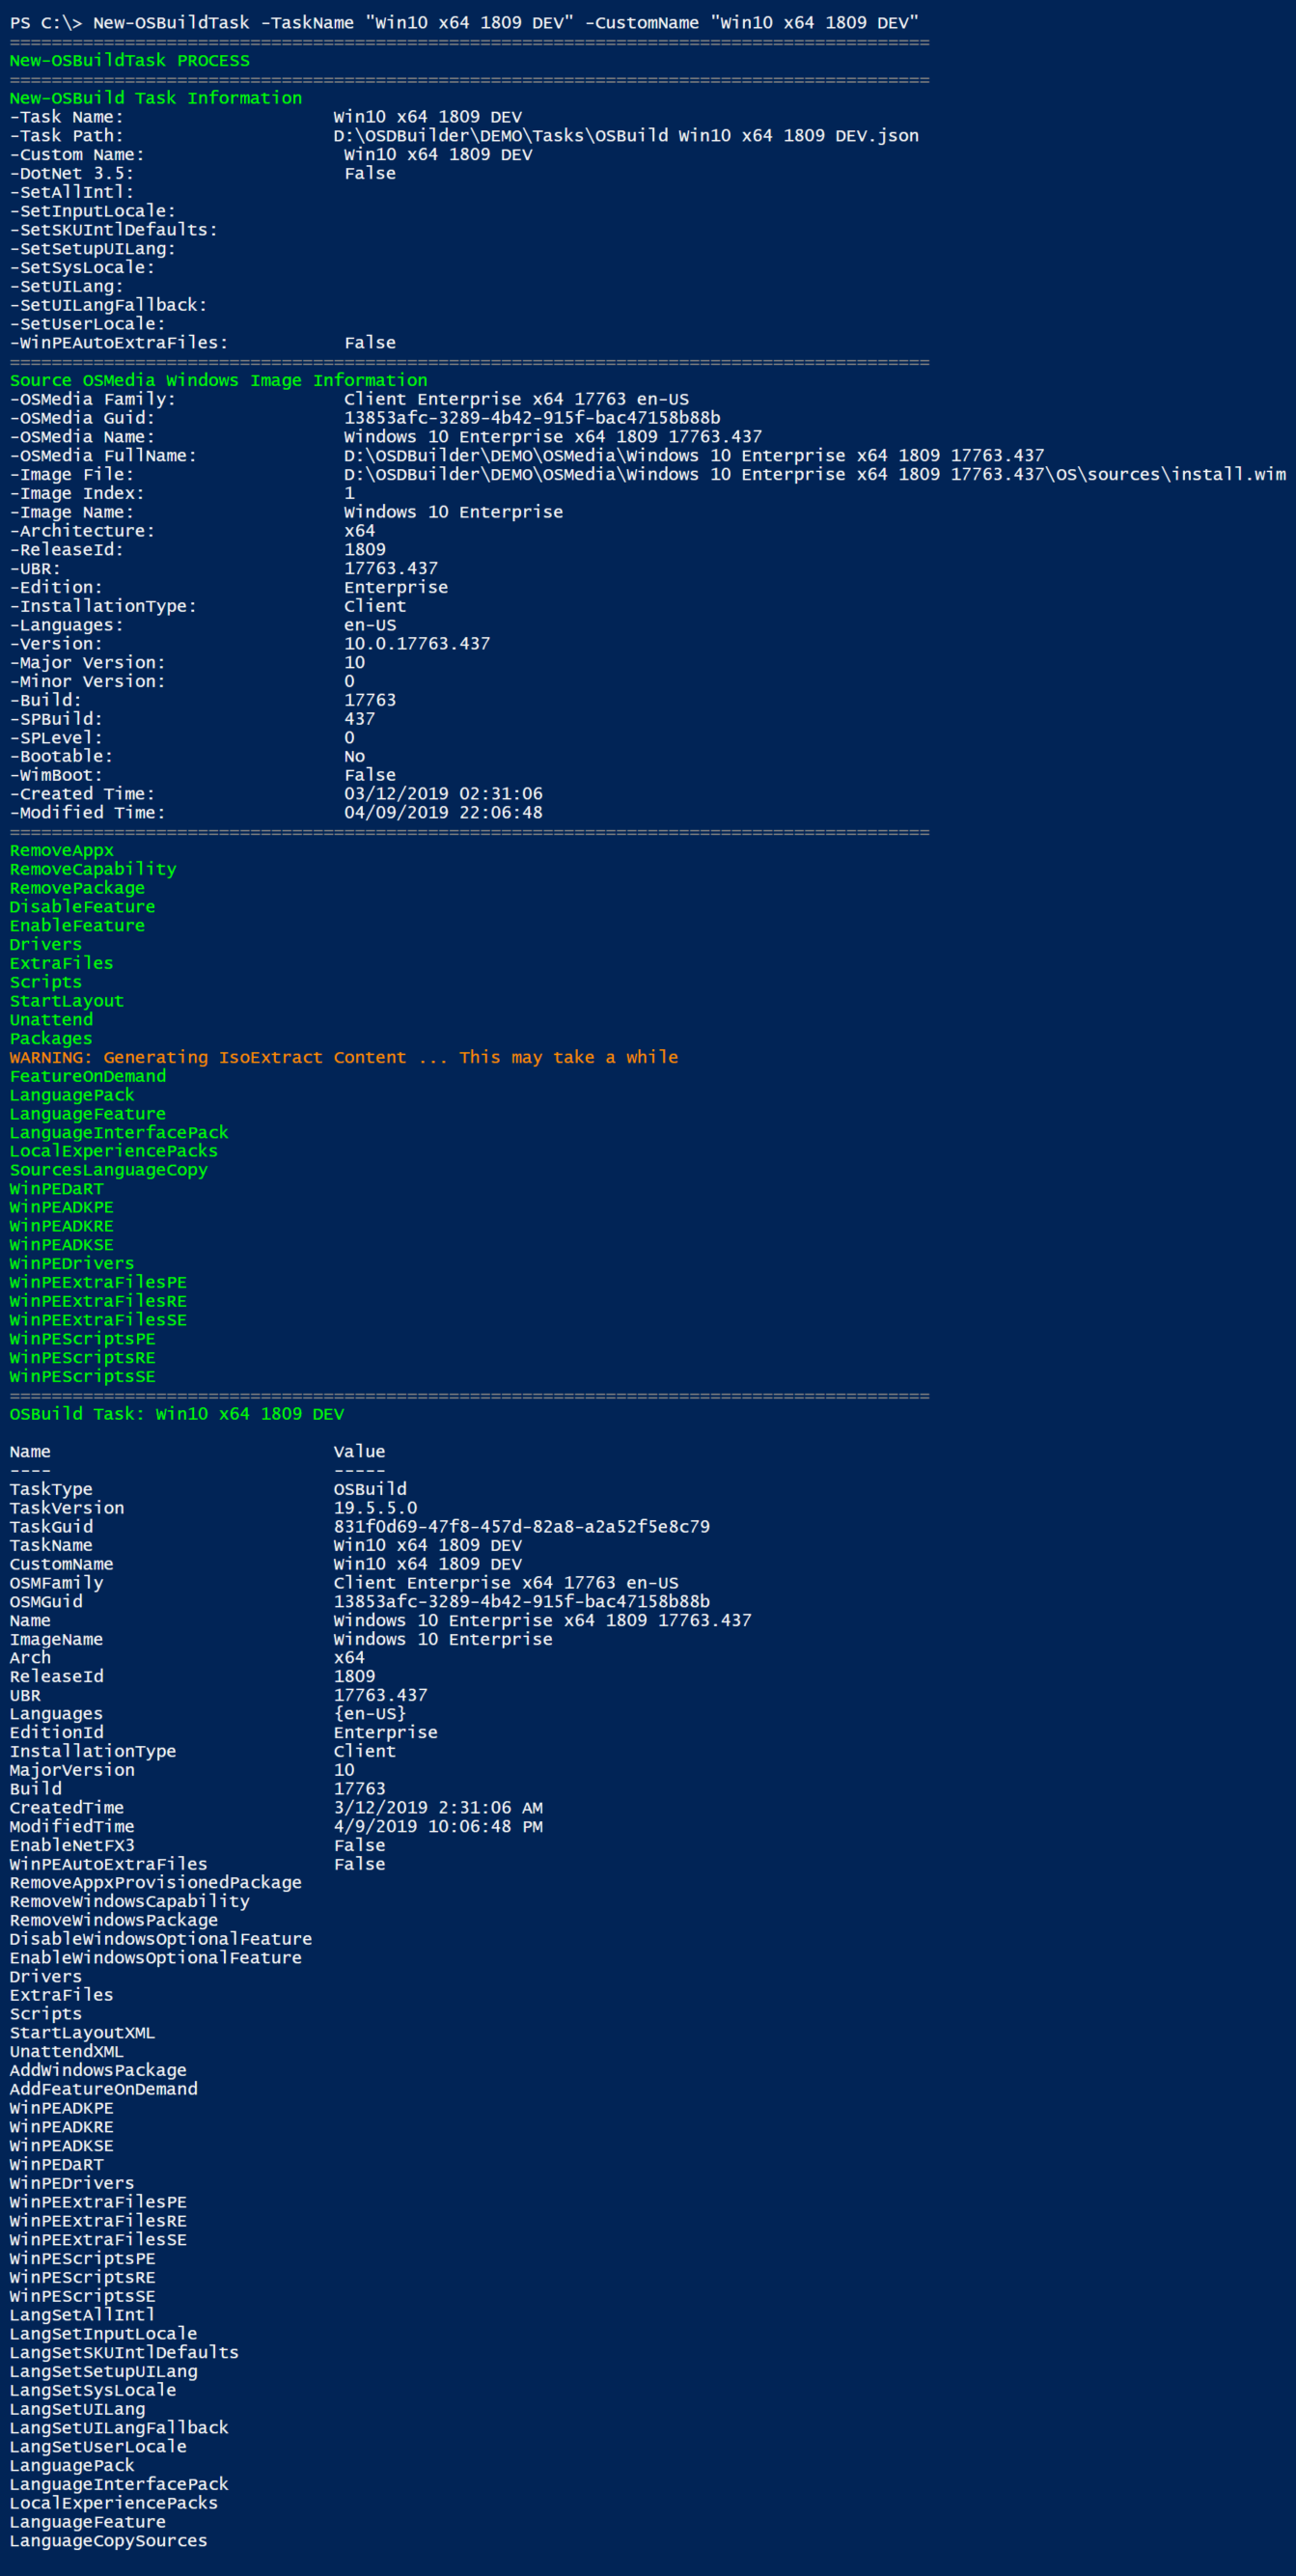 PS C:\> New-OSBuildTask -TaskName "Win10 x64 1809 DEV" -CustomName "Win10 x64 1809 DEV"
========================================================================================
New-OSBuildTask PROCESS
========================================================================================
New-OSBuild Task Information
-Task Name: Win10 x64 1809 DEV
-Task Path: D:\OSDBuilder\DEMO\Tasks\OSBuild Win10 x64 1809 DEV.json
-Custom Name: Win10 x64 1809 DEV
-DotNet 3.5: False
-SetAllIntl:
-SetInputLocale:
-SetSKUIntlDefaults:
-SetSetupUILang:
-SetSysLocale:
-SetUILang:
-SetUILangFallback:
-SetUserLocale:
-WinPEAutoExtraFiles: False
========================================================================================
Source OSMedia Windows Image Information
-OSMedia Family: Client Enterprise x64 17763 en-US
-OSMedia Guid: 13853afc-3289-4b42-915f-bac47158b88b
-OSMedia Name: Windows 10 Enterprise x64 1809 17763.437
-OSMedia FullName: D:\OSDBuilder\DEMO\OSMedia\Windows 10 Enterprise x64 1809 17763.437
-Image File: D:\OSDBuilder\DEMO\OSMedia\Windows 10 Enterprise x64 1809 17763.437\OS\sources\install.wim
-Image Index: 1
-Image Name: Windows 10 Enterprise
-Architecture: x64
-ReleaseId: 1809
-UBR: 17763.437
-Edition: Enterprise
-InstallationType: Client
-Languages: en-US
-Version: 10.0.17763.437
-Major Version: 10
-Minor Version: 0
-Build: 17763
-SPBuild: 437
-SPLevel: 0
-Bootable: No
-WimBoot: False
-Created Time: 03/12/2019 02:31:06
-Modified Time: 04/09/2019 22:06:48
========================================================================================
RemoveAppx
RemoveCapability
RemovePackage
DisableFeature
EnableFeature
Drivers
ExtraFiles
Scripts
StartLayout
Unattend
Packages
WARNING: Generating IsoExtract Content ... This may take a while
FeatureOnDemand
LanguagePack
LanguageFeature
LanguageInterfacePack
LocalExperiencePacks
SourcesLanguageCopy
WinPEDaRT
WinPEADKPE
WinPEADKRE
WinPEADKSE
WinPEDrivers
WinPEExtraFilesPE
WinPEExtraFilesRE
WinPEExtraFilesSE
WinPEScriptsPE
WinPEScriptsRE
WinPEScriptsSE
========================================================================================
OSBuild Task: Win10 x64 1809 DEV
Name Value
---- -----
TaskType OSBuild
TaskVersion 19.5.5.0
TaskGuid 831f0d69-47f8-457d-82a8-a2a52f5e8c79
TaskName Win10 x64 1809 DEV
CustomName Win10 x64 1809 DEV
OSMFamily Client Enterprise x64 17763 en-US
OSMGuid 13853afc-3289-4b42-915f-bac47158b88b
Name Windows 10 Enterprise x64 1809 17763.437
ImageName Windows 10 Enterprise
Arch x64
ReleaseId 1809
UBR 17763.437
Languages {en-US}
EditionId Enterprise
InstallationType Client
MajorVersion 10
Build 17763
CreatedTime 3/12/2019 2:31:06 AM
ModifiedTime 4/9/2019 10:06:48 PM
EnableNetFX3 False
WinPEAutoExtraFiles False
RemoveAppxProvisionedPackage
RemoveWindowsCapability
RemoveWindowsPackage
DisableWindowsOptionalFeature
EnableWindowsOptionalFeature
Drivers
ExtraFiles
Scripts
StartLayoutXML
UnattendXML
AddWindowsPackage
AddFeatureOnDemand
WinPEADKPE
WinPEADKRE
WinPEADKSE
WinPEDaRT
WinPEDrivers
WinPEExtraFilesPE
WinPEExtraFilesRE
WinPEExtraFilesSE
WinPEScriptsPE
WinPEScriptsRE
WinPEScriptsSE
LangSetAllIntl
LangSetInputLocale
LangSetSKUIntlDefaults
LangSetSetupUILang
LangSetSysLocale
LangSetUILang
LangSetUILangFallback
LangSetUserLocale
LanguagePack
LanguageInterfacePack
LocalExperiencePacks
LanguageFeature
LanguageCopySources